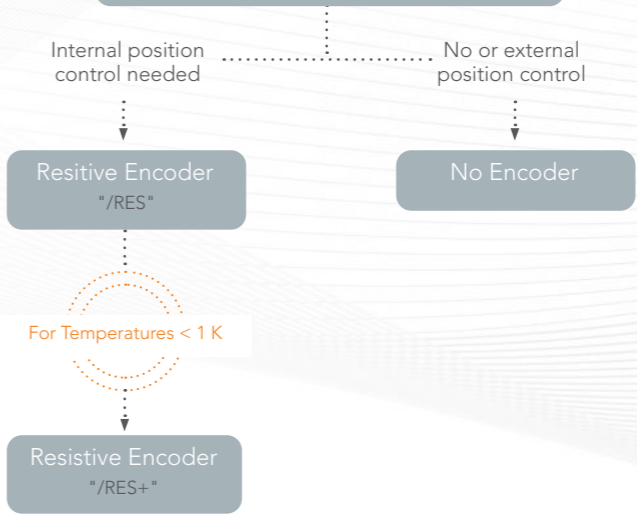 Internal position
control needed
No or external
position control
Resitive Encoder
"/RES"
No Encoder
For Temperatures < 1 K
Resistive Encoder
"/RES+"